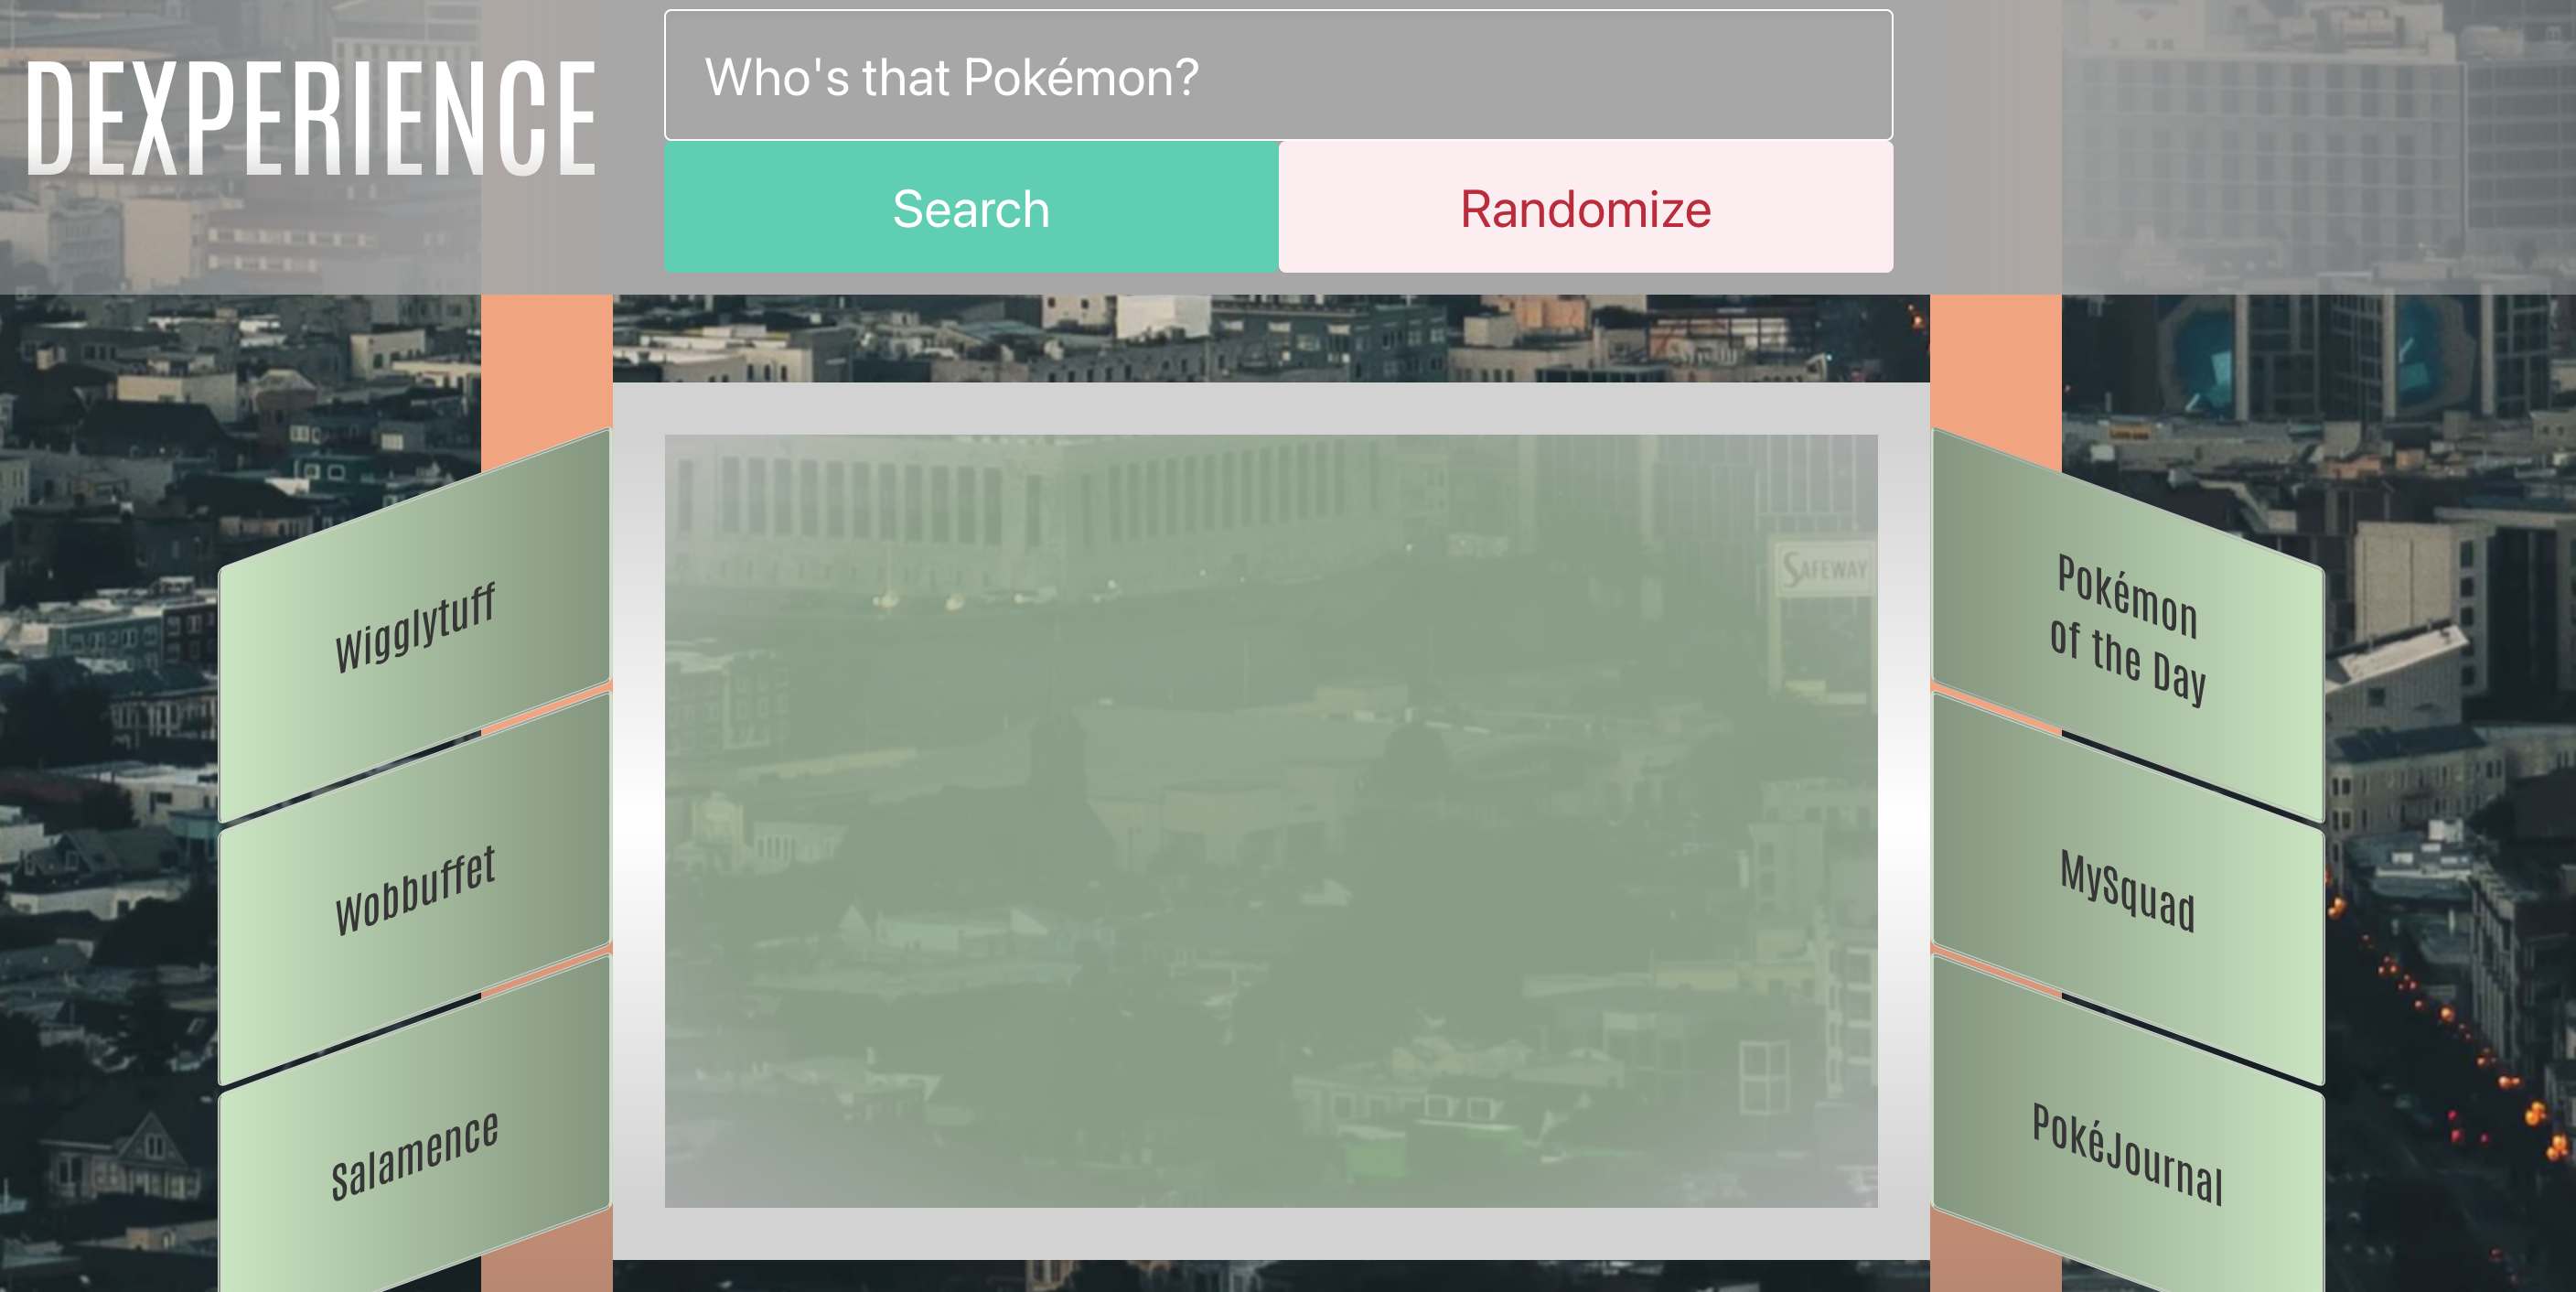 DEXPERIENCE
Who's that Pokémon?
Search
Randomize
Wigglytuff
Wobbuffet
Salamence
SAFEWAY
Pokémon
of the Day
MySquad
PokéJournal